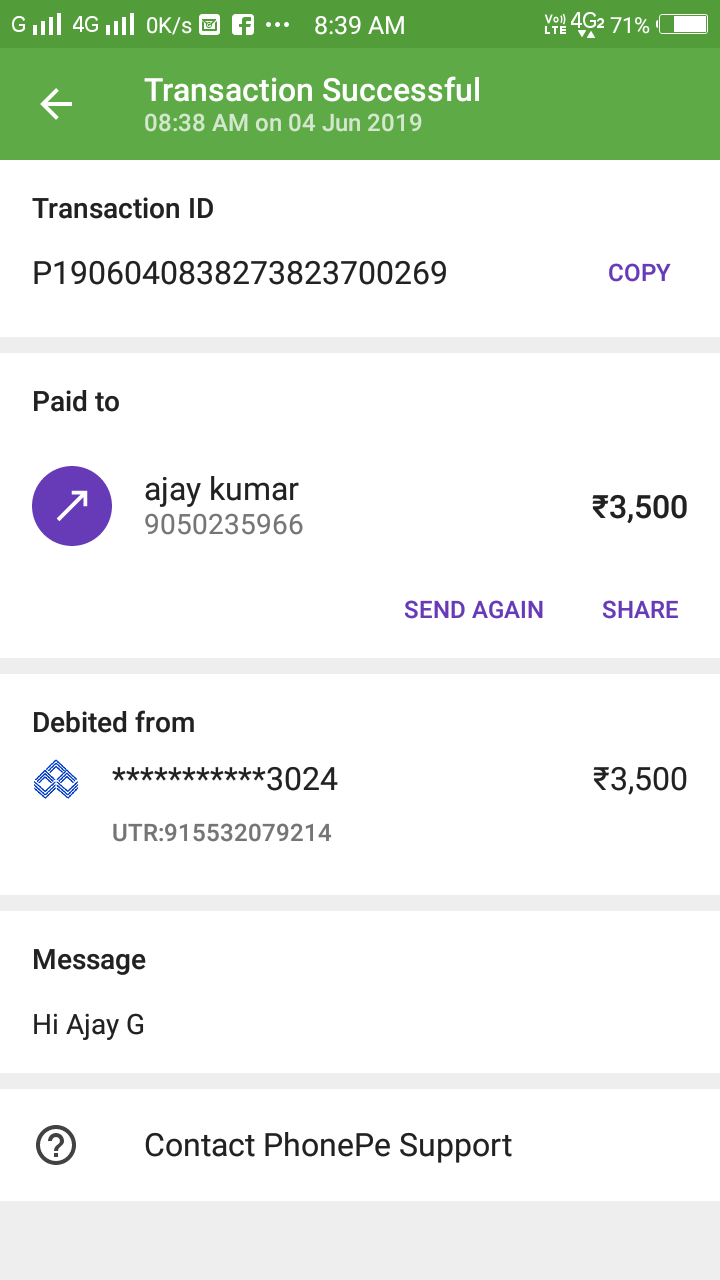 G 4G 0K/s 8:39 AM VoLTE 4G2 71%
Transaction Successful
08:38 AM on 04 Jun 2019
Transaction ID
P1906040838273823700269 COPY
Paid to
ajay kumar
9050235966
₹3,500
SEND AGAIN SHARE
Debited from
***********3024 ₹3,500
UTR:915532079214
Message
Hi Ajay G
Contact PhonePe Support